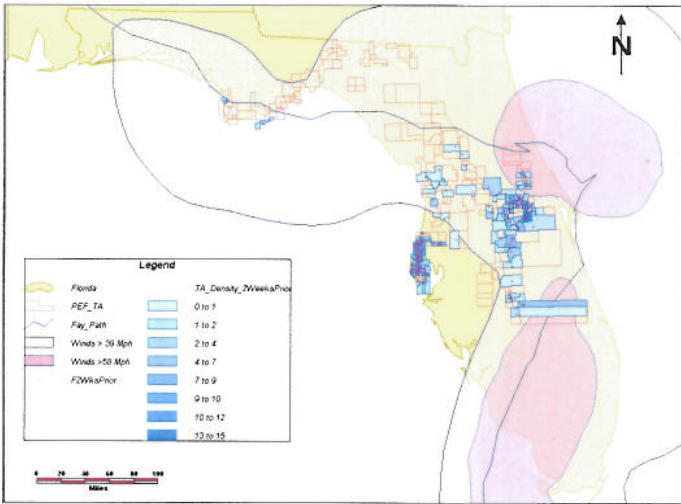 N
Legend
Florida
PEF_TA
Fay_Path
Winds > 39 Mph
Winds >58 Mph
F2WksPrior
TA_Density_2WeeksPrior
0 to 1
1 to 2
2 to 4
4 to 7
7 to 9
9 to 10
10 to 12
13 to 15
0 20 40 60 80 100
Miles